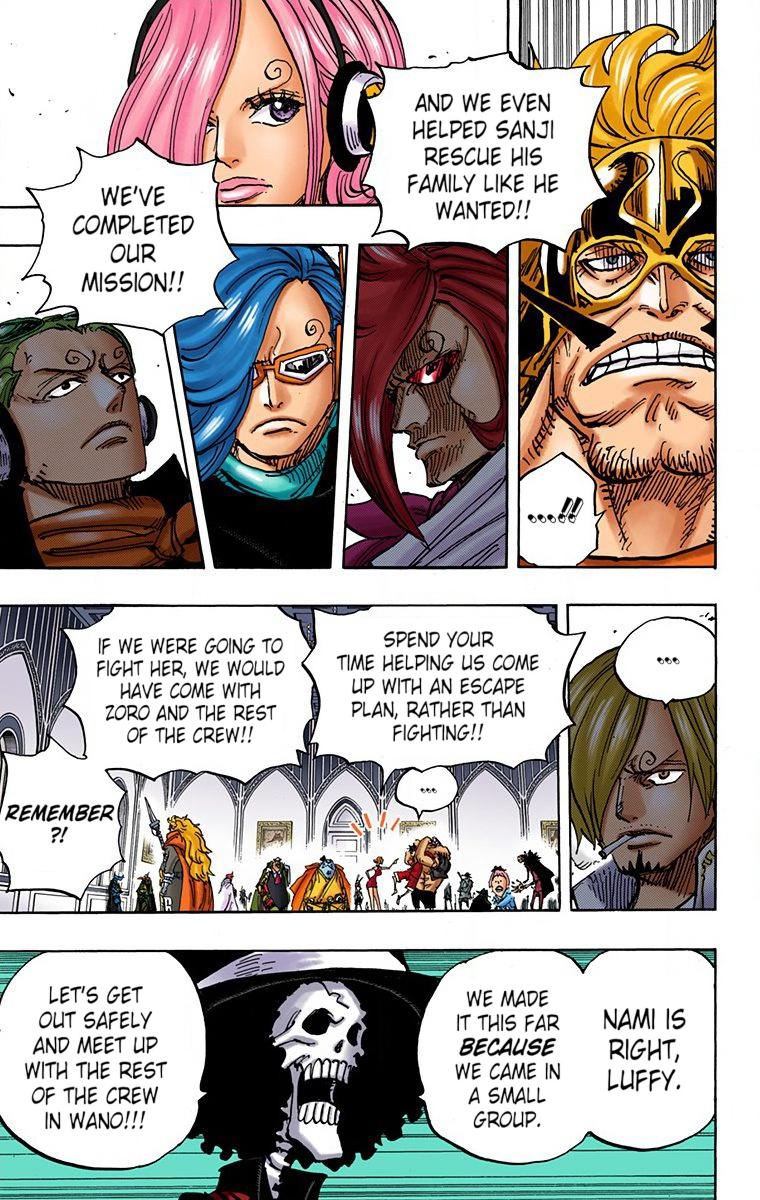 AND WE EVEN
HELPED SANJI
RESCUE HIS
FAMILY LIKE HE
WANTED!!
....!!
WE'VE
COMPLETED
OUR
MISSION!!
...
SPEND YOUR
TIME HELPING US COME
UP WITH AN ESCAPE
PLAN, RATHER THAN
FIGHTING!!
...
IF WE WERE GOING TO
FIGHT HER, WE WOULD
HAVE COME WITH
ZORO AND THE REST
OF THE CREW!!
REMEMBER
?!
NAMI IS
RIGHT,
LUFFY.
WE MADE
IT THIS FAR
BECAUSE
WE CAME IN
A SMALL
GROUP.
LET'S GET
OUT SAFELY
AND MEET UP
WITH THE REST
OF THE CREW
IN WANO!!!